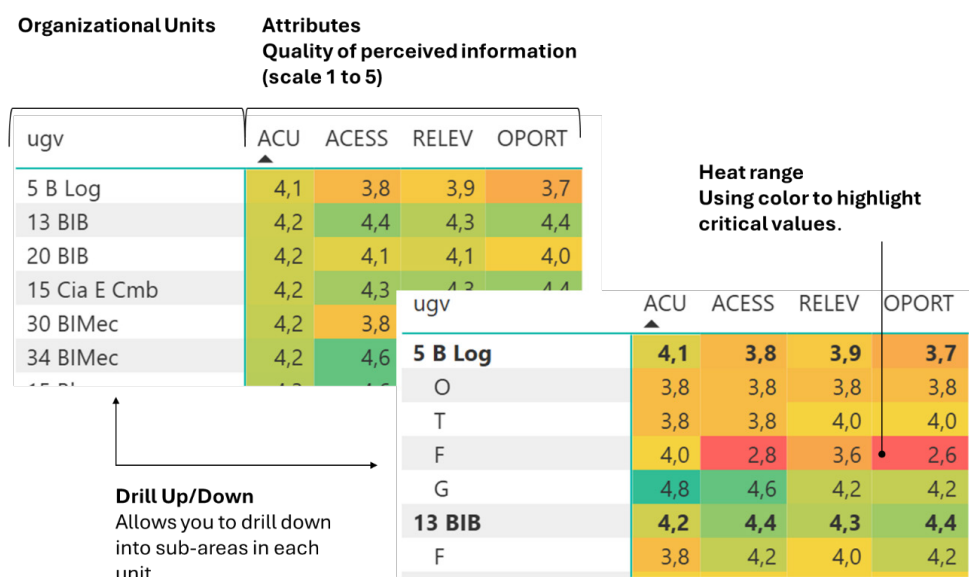 Organizational Units
Attributes
Quality of perceived information
(scale 1 to 5)
ugv ACU ACESS RELEV OPORT
5 B Log 4,1 3,8 3,9 3,7
13 BIB 4,2 4,4 4,3 4,4
20 BIB 4,2 4,1 4,1 4,0
15 Cia E Cmb 4,2 4,3 4,3 4,4
30 BIMec 4,2 3,8
34 BIMec 4,2 4,6
Heat range
Using color to highlight
critical values.
ugv ACU ACESS RELEV OPORT
5 B Log 4,1 3,8 3,9 3,7
O 3,8 3,8 3,8 3,8
T 3,8 3,8 4,0 4,0
F 4,0 2,8 3,6 2,6
G 4,8 4,6 4,2 4,2
13 BIB 4,2 4,4 4,3 4,4
F 3,8 4,2 4,0 4,2
Drill Up/Down
Allows you to drill down
into sub-areas in each
unit